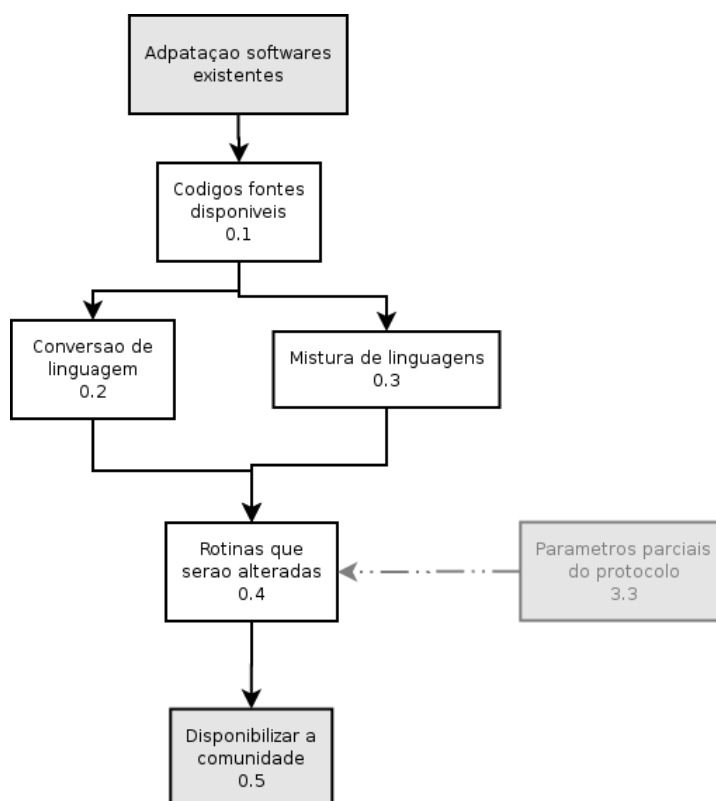 Adpataçao softwares
existentes
Codigos fontes
disponiveis
0.1
Conversao de
linguagem
0.2
Mistura de linguagens
0.3
Rotinas que
serao alteradas
0.4
Parametros parciais
do protocolo
3.3
Disponibilizar a
comunidade
0.5